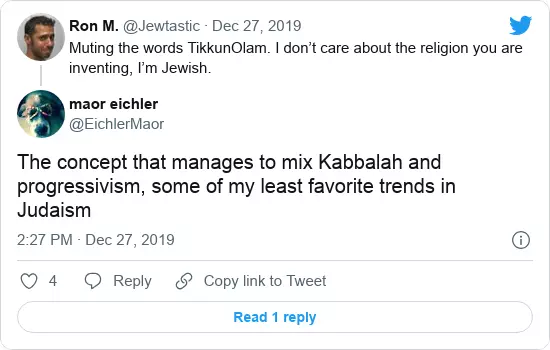 Ron M. @Jewtastic · Dec 27, 2019
Muting the words TikkunOlam. I don’t care about the religion you are
inventing, I’m Jewish.
maor eichler
@EichlerMaor
The concept that manages to mix Kabbalah and
progressivism, some of my least favorite trends in
Judaism
2:27 PM · Dec 27, 2019
4 Reply Copy link to Tweet
Read 1 reply